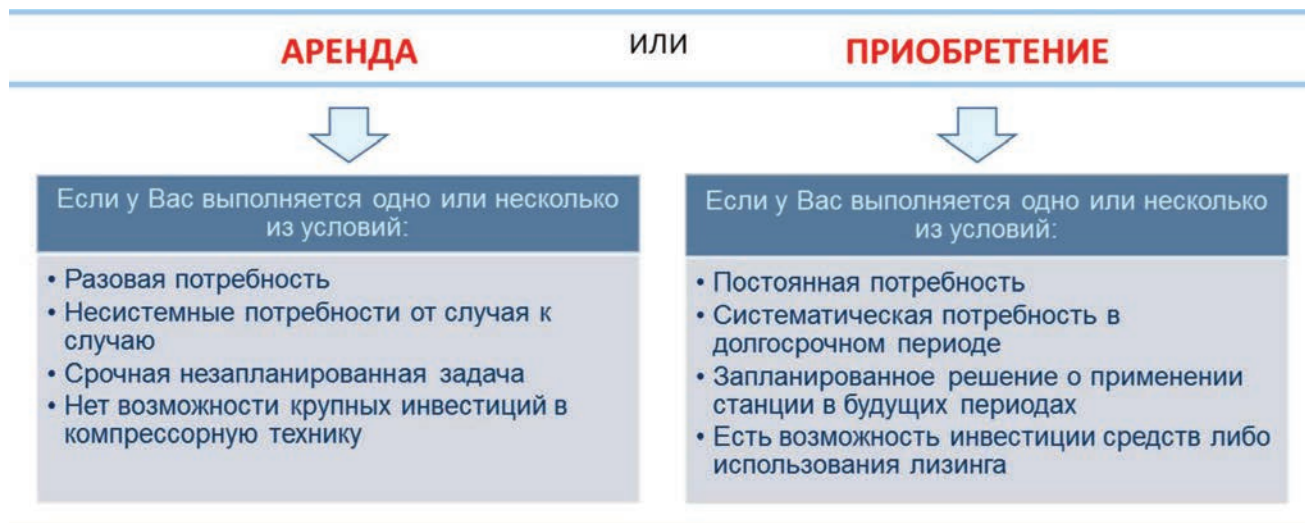 АРЕНДА ИЛИ ПРИОБРЕТЕНИЕ
Если у Вас выполняется одно или несколько
из условий:
• Разовая потребность
• Несистемные потребности от случая к
случаю
• Срочная незапланированная задача
• Нет возможности крупных инвестиций в
компрессорную технику
Если у Вас выполняется одно или несколько
из условий:
• Постоянная потребность
• Систематическая потребность в
долгосрочном периоде
• Запланированное решение о применении
станции в будущих периодах
• Есть возможность инвестиции средств либо
использования лизинга